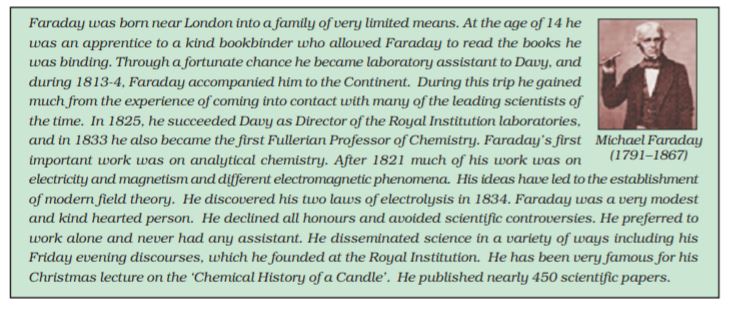 Faraday was born near London into a family of very limited means. At the age of 14 he
was an apprentice to a kind bookbinder who allowed Faraday to read the books he
was binding. Through a fortunate chance he became laboratory assistant to Davy, and
during 1813-4, Faraday accompanied him to the Continent. During this trip he gained
much from the experience of coming into contact with many of the leading scientists of
the time. In 1825, he succeeded Davy as Director of the Royal Institution laboratories,
and in 1833 he also became the first Fullerian Professor of Chemistry. Faraday's first
important work was on analytical chemistry. After 1821 much of his work was on
electricity and magnetism and different electromagnetic phenomena. His ideas have led to the establishment
of modern field theory. He discovered his two laws of electrolysis in 1834. Faraday was a very modest
and kind hearted person. He declined all honours and avoided scientific controversies. He preferred to
work alone and never had any assistant. He disseminated science in a variety of ways including his
Friday evening discourses, which he founded at the Royal Institution. He has been very famous for his
Christmas lecture on the 'Chemical History of a Candle'. He published nearly 450 scientific papers.
Michael Faraday
(1791–1867)